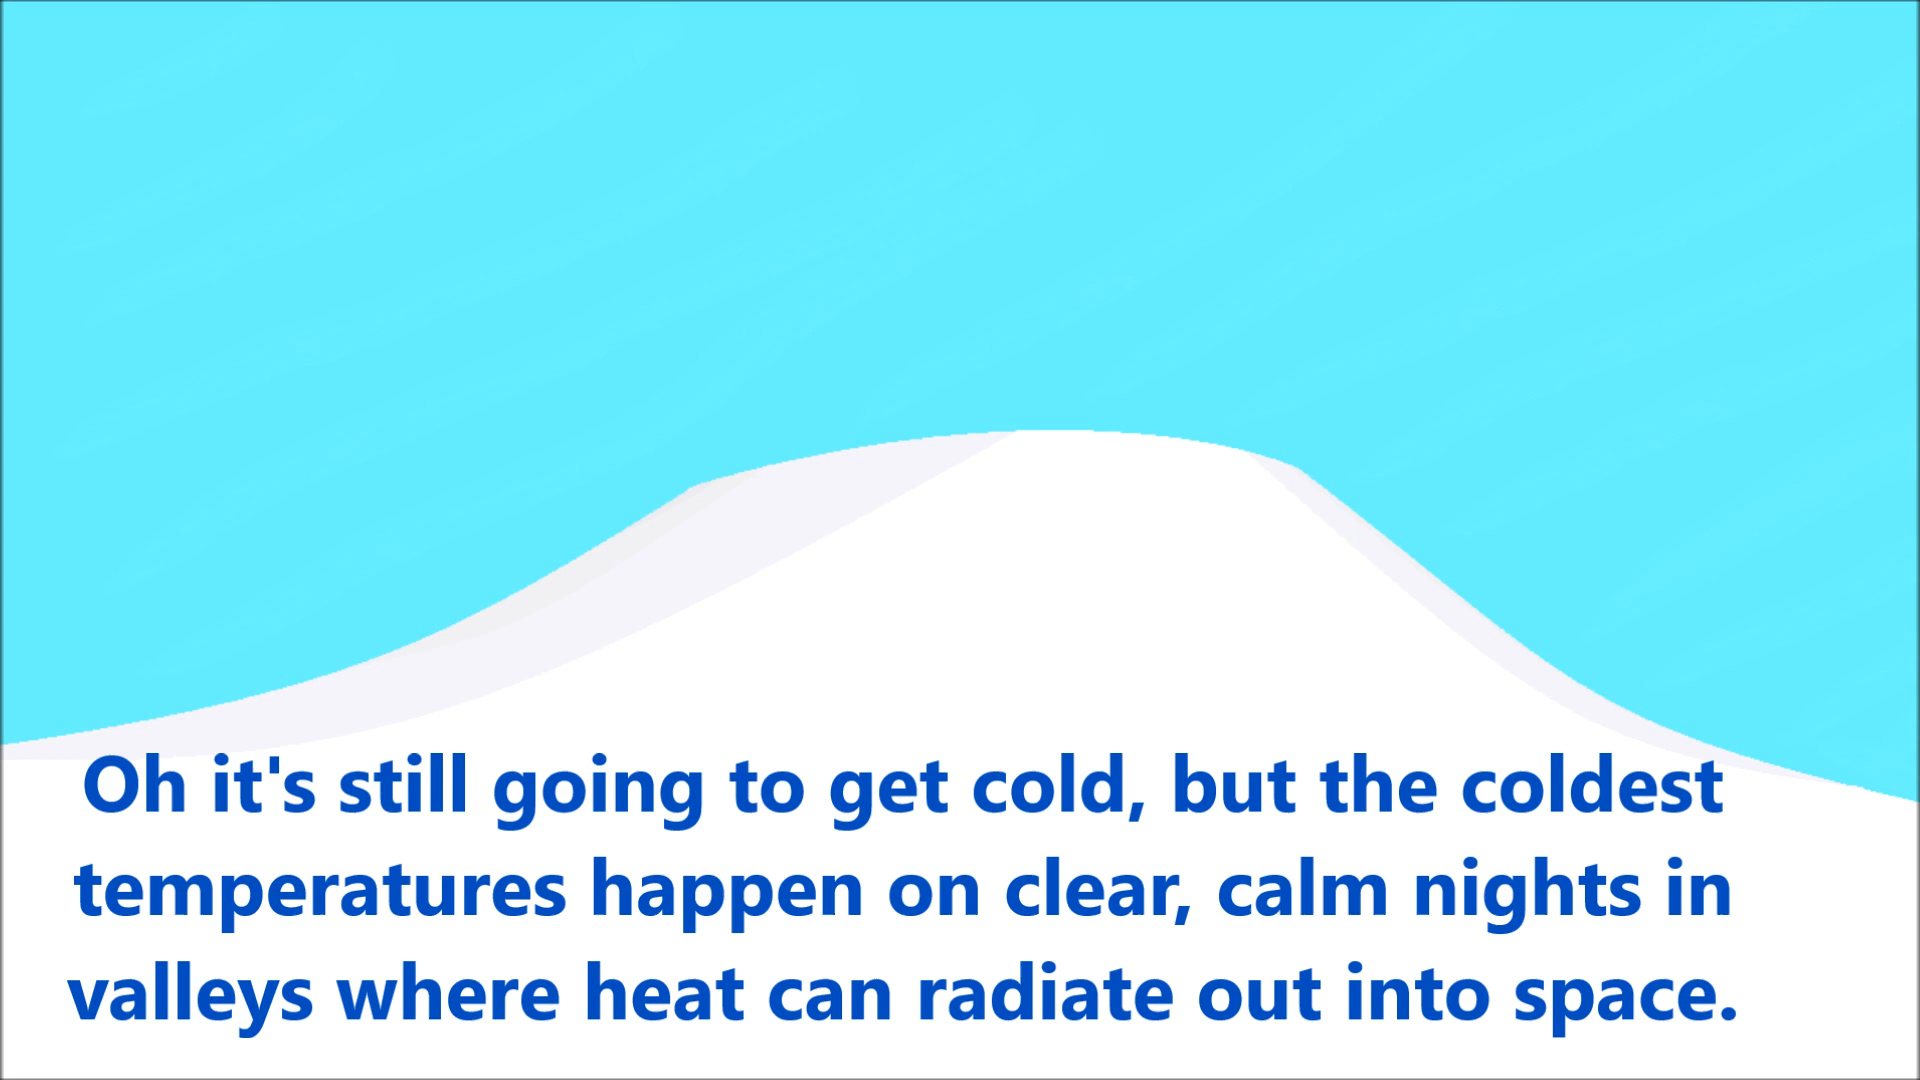 Oh it's still going to get cold, but the coldest
temperatures happen on clear, calm nights in
valleys where heat can radiate out into space.